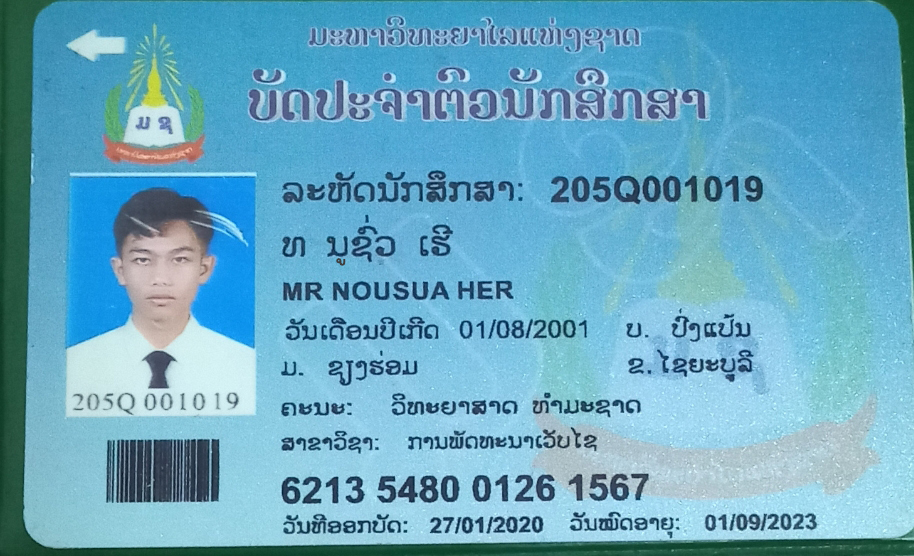 ມະຫາວິທະຍາໄລແຫ່ງຊາດ
ບັດປະຈໍາຕົວນັກສຶກສາ
ມ ຊ
ລະຫັດນັກສຶກສາ: 205Q001019
ທ ນູຊົ່ວ ເຮີ
MR NOUSUA HER
ວັນເດືອນປີເກີດ 01/08/2001 ບ. ປົ່ງແປ້ນ
ມ. ຊຽງຮ່ອມ ຂ. ໄຊຍະບູລີ
205Q 001019
ຄະນະ: ວິທະຍາສາດ ທໍາມະຊາດ
ສາຂາວິຊາ: ການພັດທະນາເວັບໄຊ
6213 5480 0126 1567
ວັນທີອອກບັດ: 27/01/2020 ວັນໝົດອາຍຸ: 01/09/2023